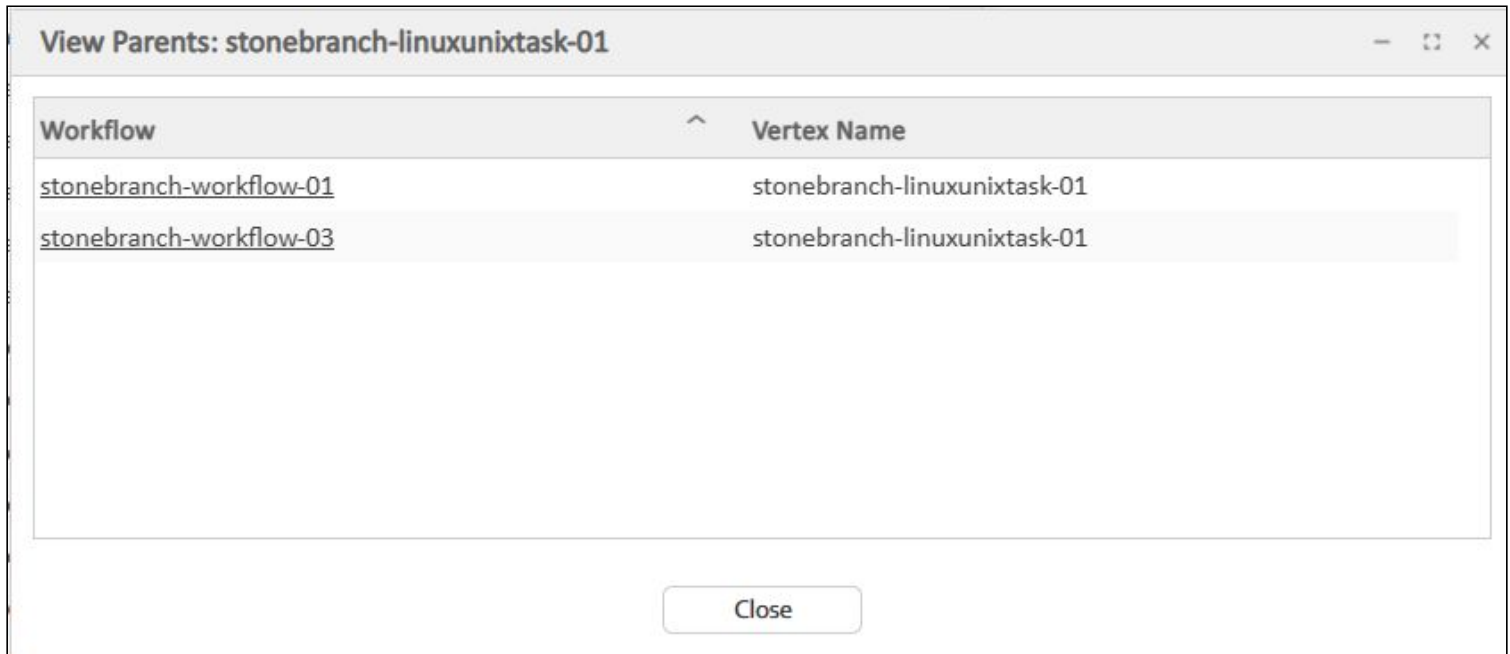 View Parents: stonebranch-linuxunixtask-01
Workflow Vertex Name
stonebranch-workflow-01 stonebranch-linuxunixtask-01
stonebranch-workflow-03 stonebranch-linuxunixtask-01
Close